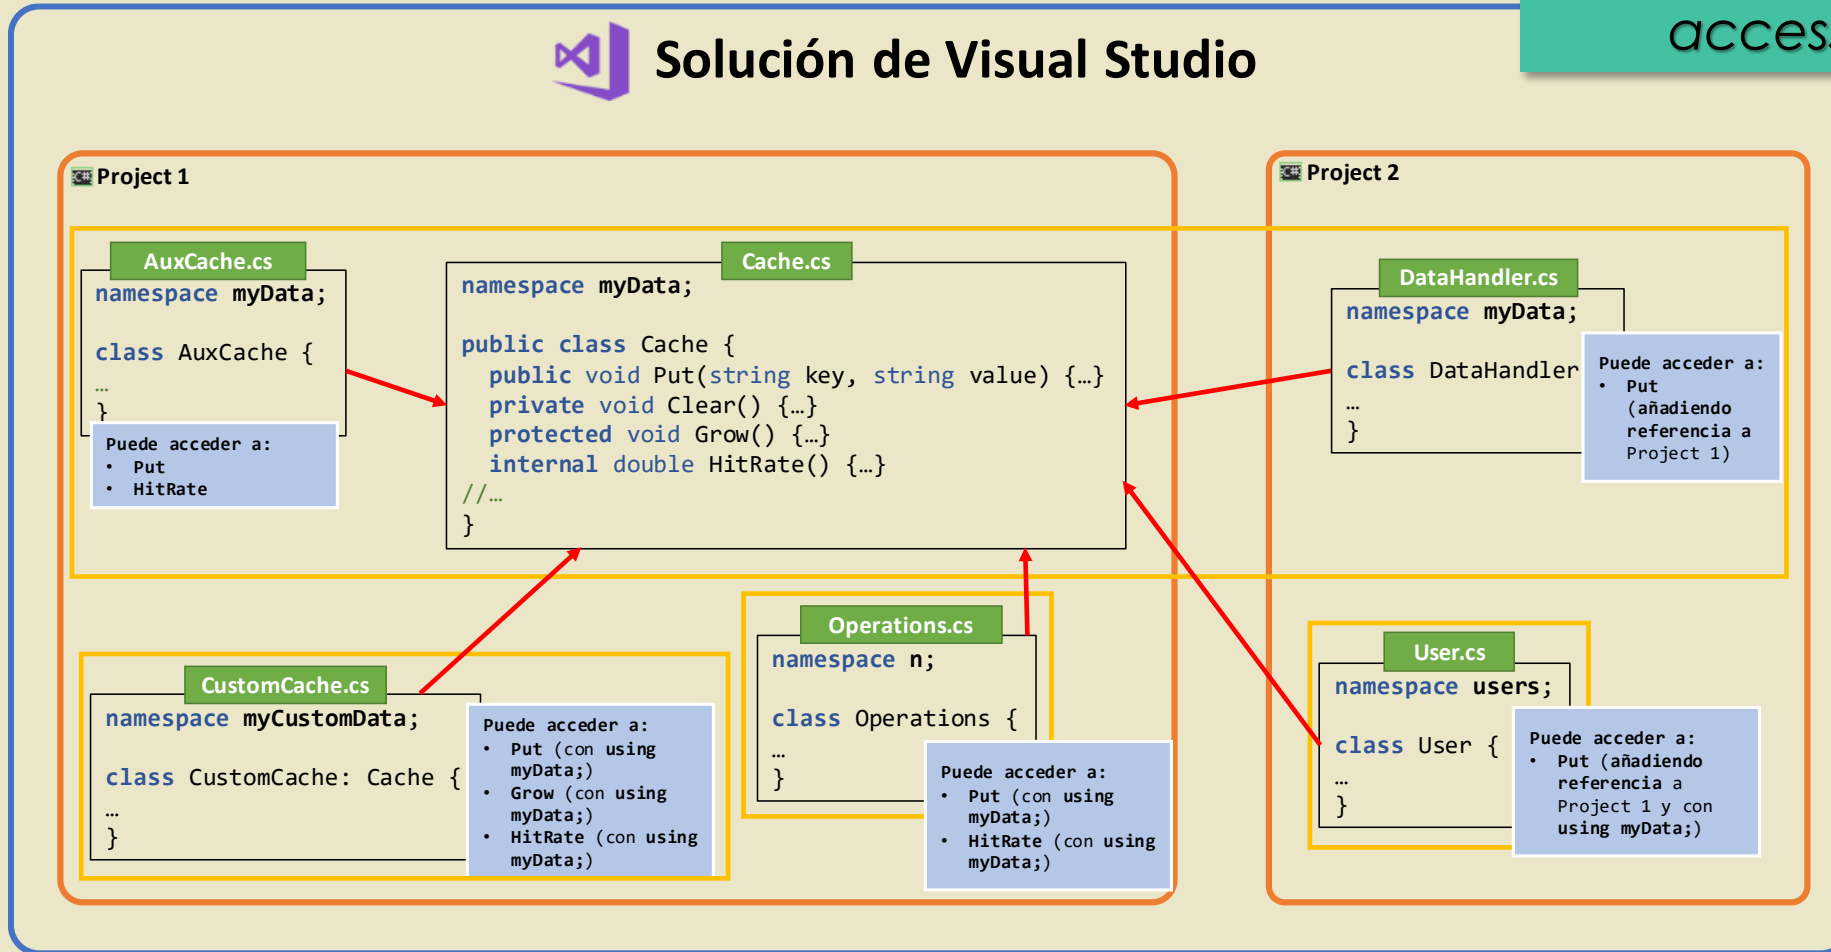 acces
Solución de Visual Studio
Project 1
AuxCache.cs
namespace myData;
class AuxCache {
…
}
Puede acceder a:
• Put
• HitRate
Cache.cs
namespace myData;
public class Cache {
public void Put(string key, string value) {…}
private void Clear() {…}
protected void Grow() {…}
internal double HitRate() {…}
//…
}
CustomCache.cs
namespace myCustomData;
class CustomCache: Cache {
…
}
Puede acceder a:
• Put (con using
myData;)
• Grow (con using
myData;)
• HitRate (con using
myData;)
Operations.cs
namespace n;
class Operations {
…
}
Puede acceder a:
• Put (con using
myData;)
• HitRate (con using
myData;)
Project 2
DataHandler.cs
namespace myData;
class DataHandler
…
}
Puede acceder a:
• Put
(añadiendo
referencia a
Project 1)
User.cs
namespace users;
class User {
…
}
Puede acceder a:
• Put (añadiendo
referencia a
Project 1 y con
using myData;)